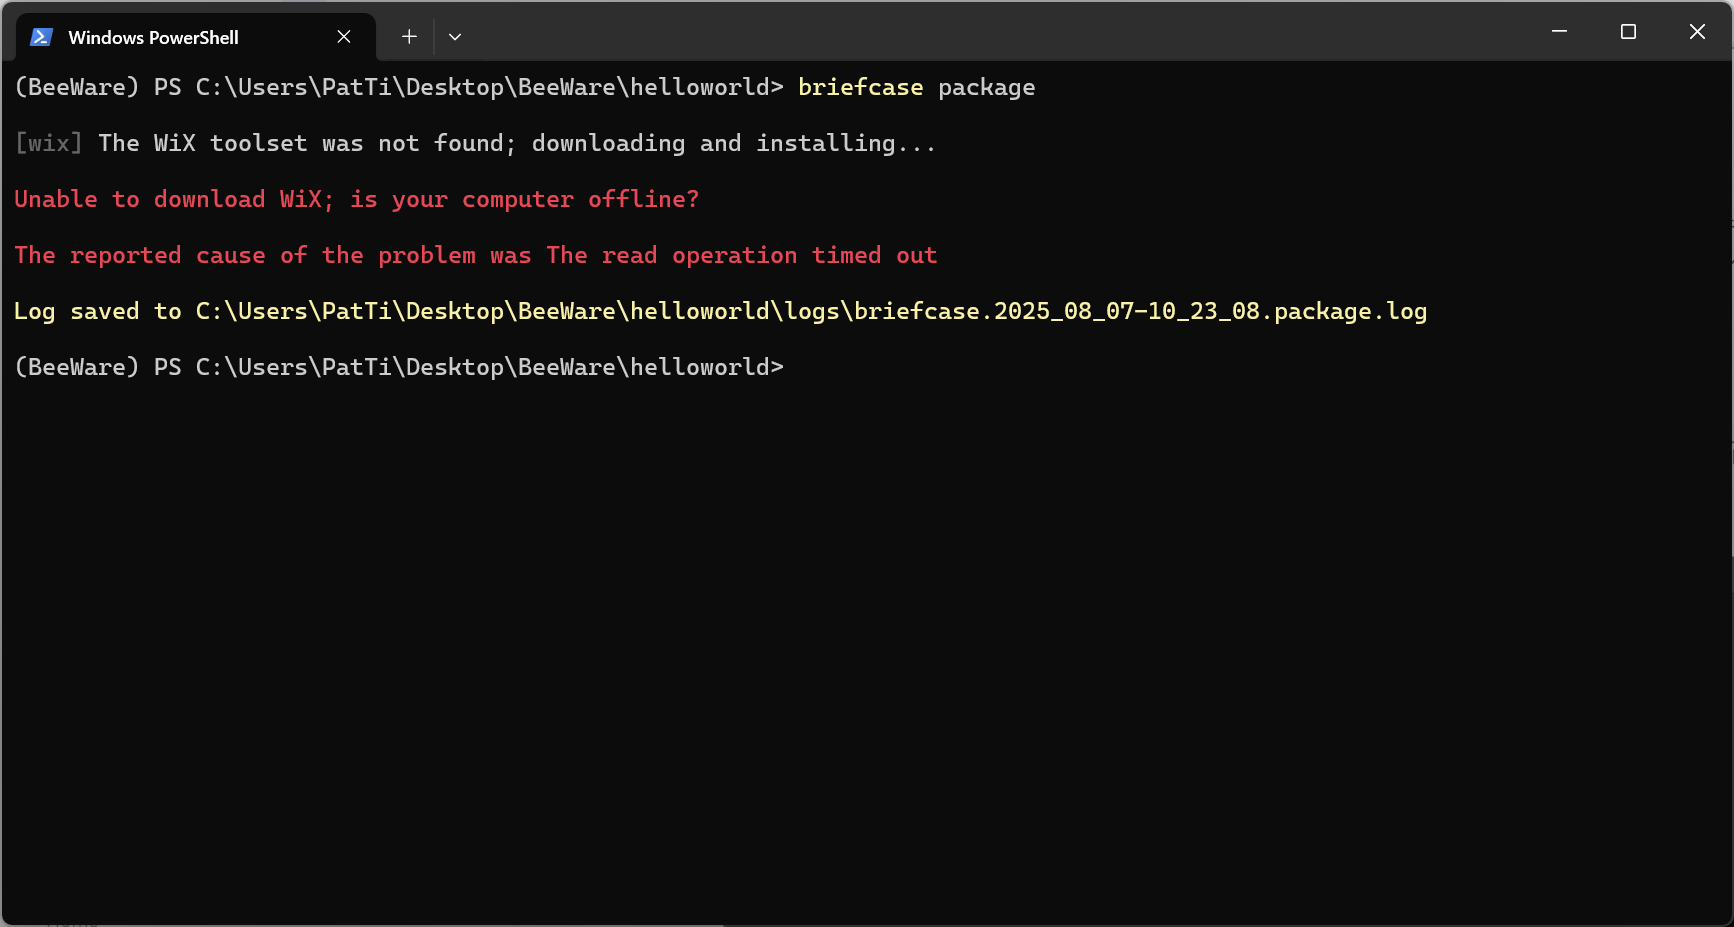 Windows PowerShell
(BeeWare) PS C:\Users\PatTi\Desktop\BeeWare\helloworld> briefcase package
[wix] The WiX toolset was not found; downloading and installing...
Unable to download WiX; is your computer offline?
The reported cause of the problem was The read operation timed out
Log saved to C:\Users\PatTi\Desktop\BeeWare\helloworld\logs\briefcase.2025_08_07-10_23_08.package.log
(BeeWare) PS C:\Users\PatTi\Desktop\BeeWare\helloworld>